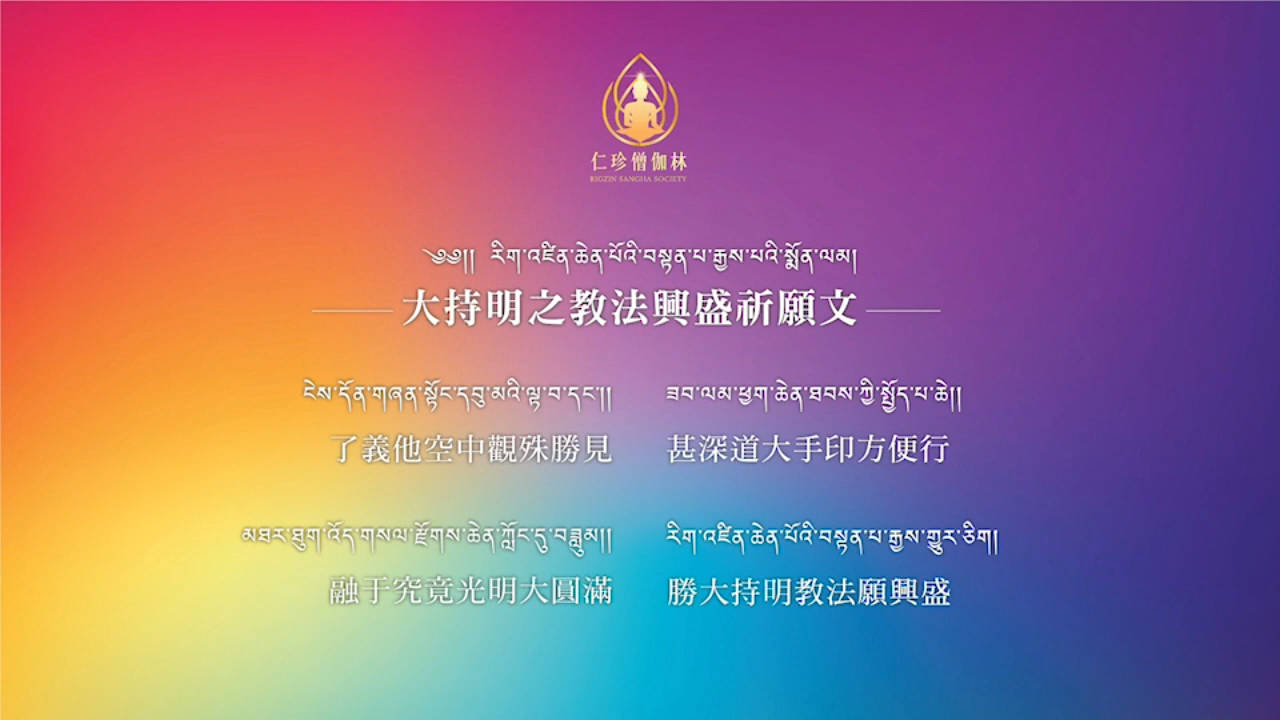 仁珍僧伽林
RIGZIN SANGHA SOCIETY
༄༅།། རིག་འཛིན་ཆེན་པོའི་བསྟན་པ་རྒྱས་པའི་སྨོན་ལམ།
大持明之教法興盛祈願文
ངེས་དོན་གཞན་སྟོང་དབུ་མའི་ལྟ་བ་དང་།། ཟབ་ལམ་ཕྱག་ཆེན་ཐབས་ཀྱི་སྤྱོད་པ་ཆེ།།
了義他空中觀殊勝見 甚深道大手印方便行
མཐར་ཐུག་འོད་གསལ་རྫོགས་ཆེན་ཀློང་དུ་བཟླུམ།། རིག་འཛིན་ཆེན་པོའི་བསྟན་པ་རྒྱས་གྱུར་ཅིག།
融于究竟光明大圓滿 勝大持明教法願興盛